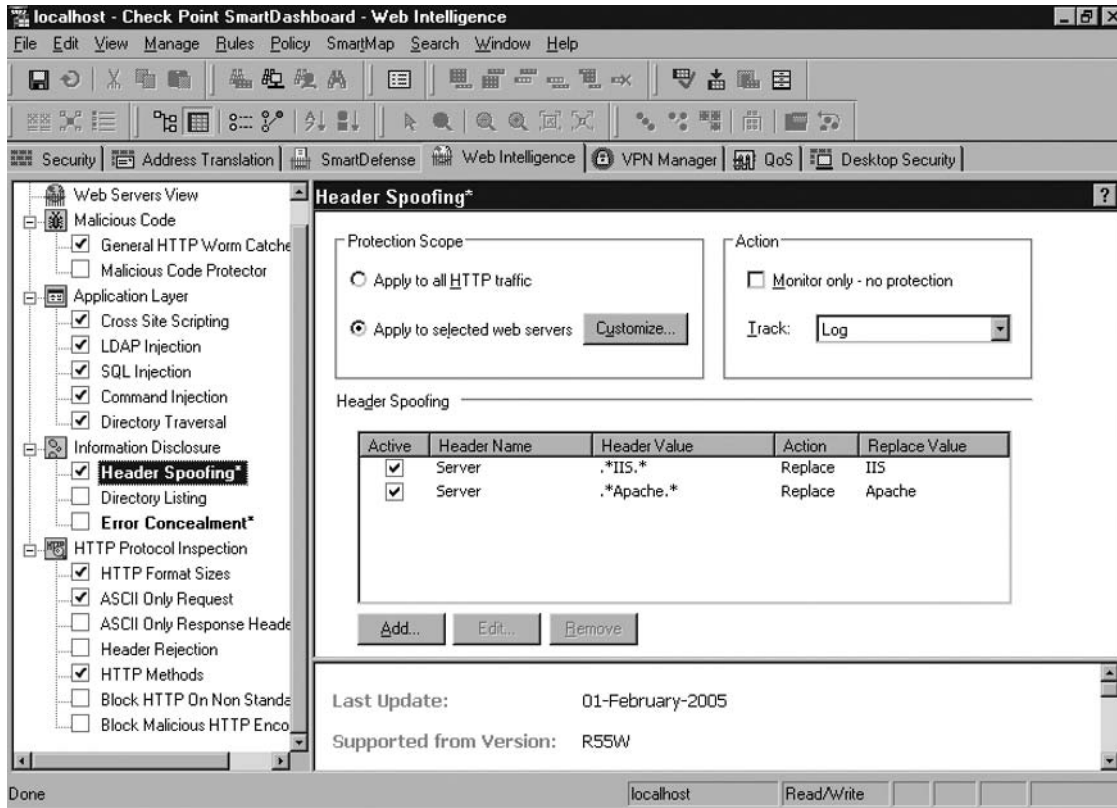 localhost - Check Point SmartDashboard - Web Intelligence
File Edit View Manage Rules Policy SmartMap Search Window Help
Security Address Translation SmartDefense Web Intelligence VPN Manager QoS Desktop Security
Web Servers View
Malicious Code
General HTTP Worm Catche
Malicious Code Protector
Application Layer
Cross Site Scripting
LDAP Injection
SQL Injection
Command Injection
Directory Traversal
Information Disclosure
Header Spoofing*
Directory Listing
Error Concealment*
HTTP Protocol Inspection
HTTP Format Sizes
ASCII Only Request
ASCII Only Response Heade
Header Rejection
HTTP Methods
Block HTTP On Non Standa
Block Malicious HTTP Enco
Header Spoofing*
Protection Scope
Apply to all HTTP traffic
Apply to selected web servers Customize...
Action
Monitor only - no protection
Track: Log
Header Spoofing
Active Header Name Header Value Action Replace Value
Server .*IIS.* Replace IIS
Server .*Apache.* Replace Apache
Add... Edit... Remove
Last Update: 01-February-2005
Supported from Version: R55W
Done localhost Read/Write